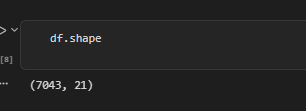 df.shape
[8]
... (7043, 21)